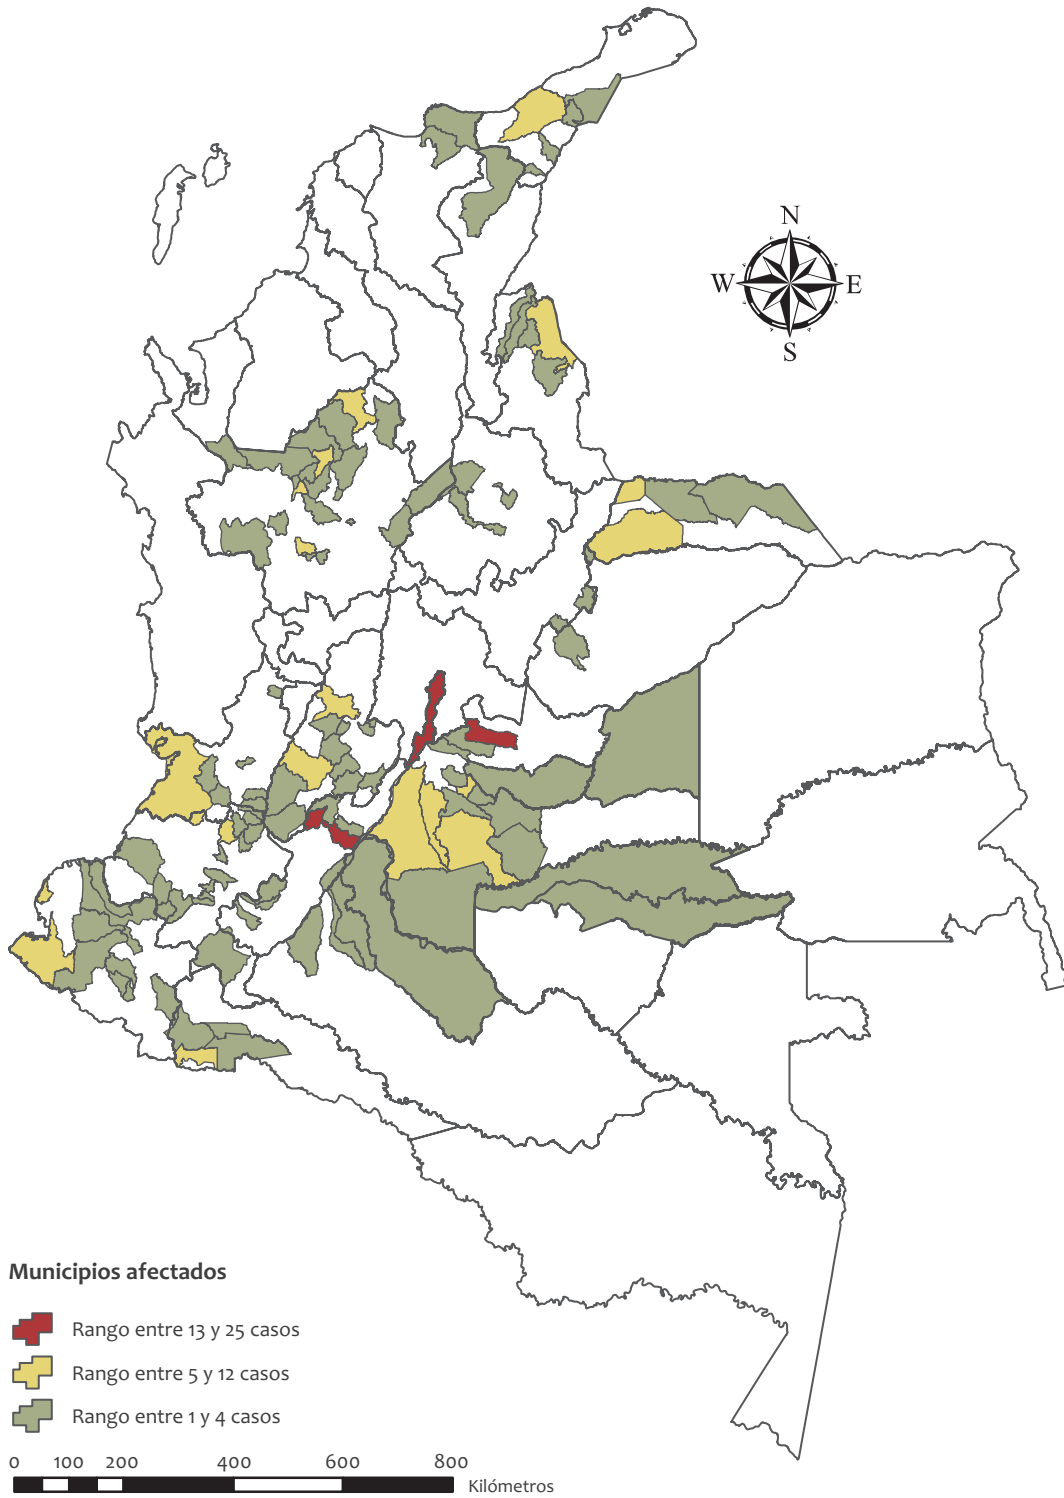 N
W E
S
Municipios afectados
Rango entre 13 y 25 casos
Rango entre 5 y 12 casos
Rango entre 1 y 4 casos
0 100 200 400 600 800
Kilómetros